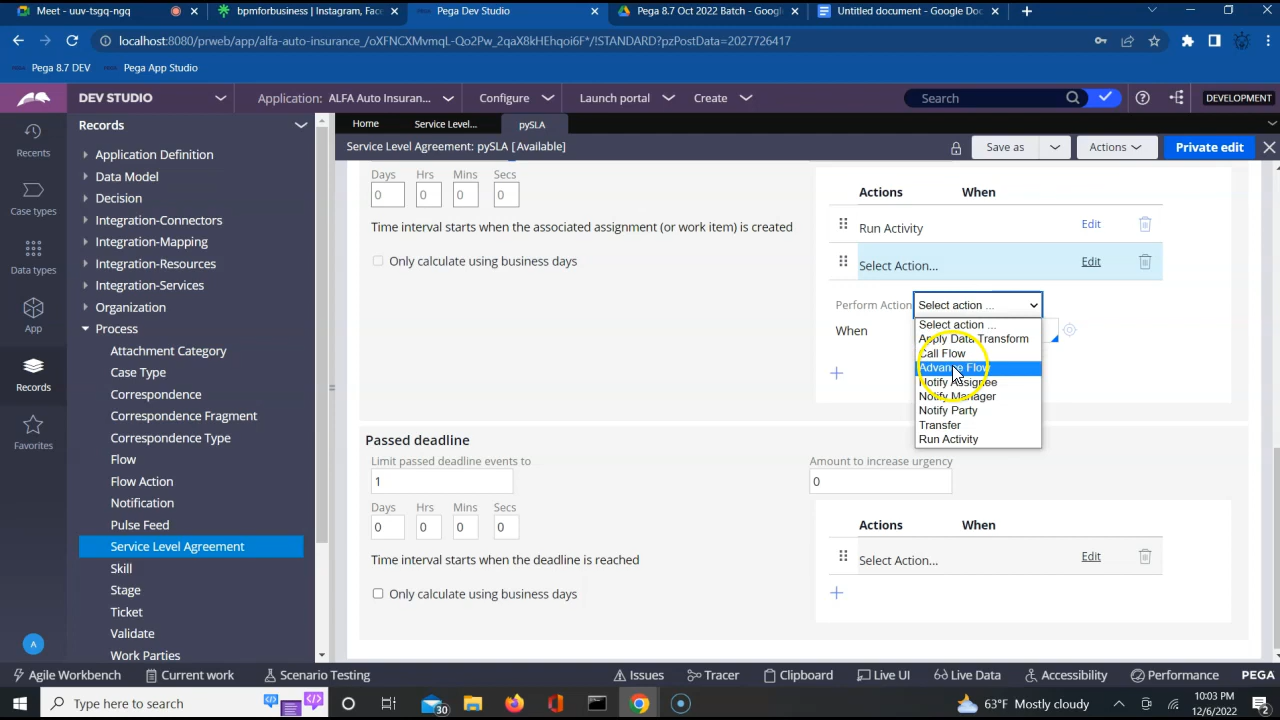 Meet - uuv-tsgq-ngq
bpmforbusiness | Instagram, Face
Pega Dev Studio
Pega 8.7 Oct 2022 Batch - Google
Untitled document - Google Doc
localhost:8080/prweb/app/alfa-auto-insurance_/oXFNCXMvmqL-Qo2Pw_2qaX8kHEhqoi6F*/!STANDARD?pzPostData=2027726417
Pega 8.7 DEV
Pega App Studio
DEV STUDIO
Application: ALFA Auto Insuran...
Configure
Launch portal
Create
Search
DEVELOPMENT
Recents
Case types
Data types
App
Records
Favorites
A
Records
Application Definition
Data Model
Decision
Integration-Connectors
Integration-Mapping
Integration-Resources
Integration-Services
Organization
Process
Attachment Category
Case Type
Correspondence
Correspondence Fragment
Correspondence Type
Flow
Flow Action
Notification
Pulse Feed
Service Level Agreement
Skill
Stage
Ticket
Validate
Work Parties
Home
Service Level...
pySLA
Service Level Agreement: pySLA [Available]
Save as
Actions
Private edit
Days Hrs Mins Secs
0 0 0 0
Time interval starts when the associated assignment (or work item) is created
Only calculate using business days
Actions When
Run Activity Edit
Select Action... Edit
Perform Action Select action ...
When
Select action ...
Apply Data Transform
Call Flow
Advance Flow
Notify Assignee
Notify Manager
Notify Party
Transfer
Run Activity
Passed deadline
Limit passed deadline events to
1
Amount to increase urgency
0
Days Hrs Mins Secs
0 0 0 0
Time interval starts when the deadline is reached
Only calculate using business days
Actions When
Select Action... Edit
Agile Workbench
Current work
Scenario Testing
Issues
Tracer
Clipboard
Live UI
Live Data
Accessibility
Performance
PEGA
Type here to search
30
63°F Mostly cloudy
10:03 PM
12/6/2022
2